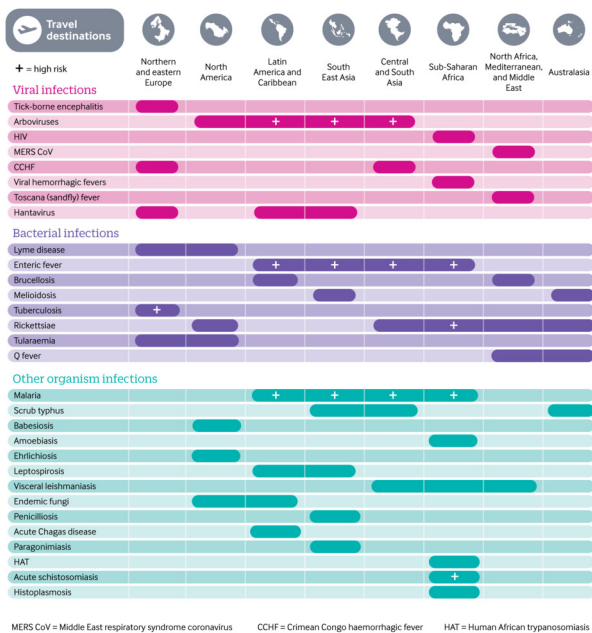 Travel
destinations
+ = high risk
Northern
and eastern
Europe
North
America
Latin
America and
Caribbean
South
East Asia
Central
and South
Asia
Sub-Saharan
Africa
North Africa,
Mediterranean,
and Middle
East
Australasia
Viral infections
Tick-borne encephalitis
Arboviruses + + +
HIV
MERS CoV
CCHF
Viral hemorrhagic fevers
Toscana (sandfly) fever
Hantavirus
Bacterial infections
Lyme disease
Enteric fever + + + +
Brucellosis
Melioidosis
Tuberculosis +
Rickettsiae +
Tularaemia
Q fever
Other organism infections
Malaria + + + +
Scrub typhus
Babesiosis
Amoebiasis
Ehrlichiosis
Leptospirosis
Visceral leishmaniasis
Endemic fungi
Penicilliosis
Acute Chagas disease
Paragonimiasis
HAT
Acute schistosomiasis +
Histoplasmosis
MERS CoV = Middle East respiratory syndrome coronavirus CCHF = Crimean Congo haemorrhagic fever HAT = Human African trypanosomiasis